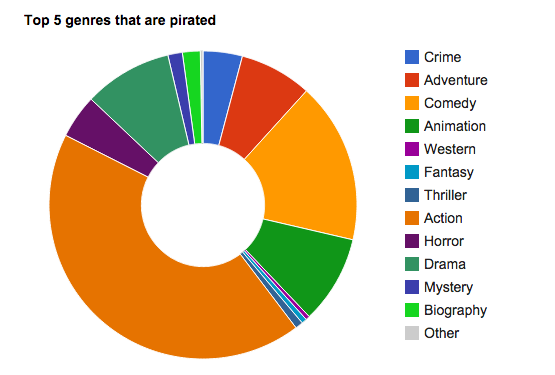 Top 5 genres that are pirated
Crime
Adventure
Comedy
Animation
Western
Fantasy
Thriller
Action
Horror
Drama
Mystery
Biography
Other